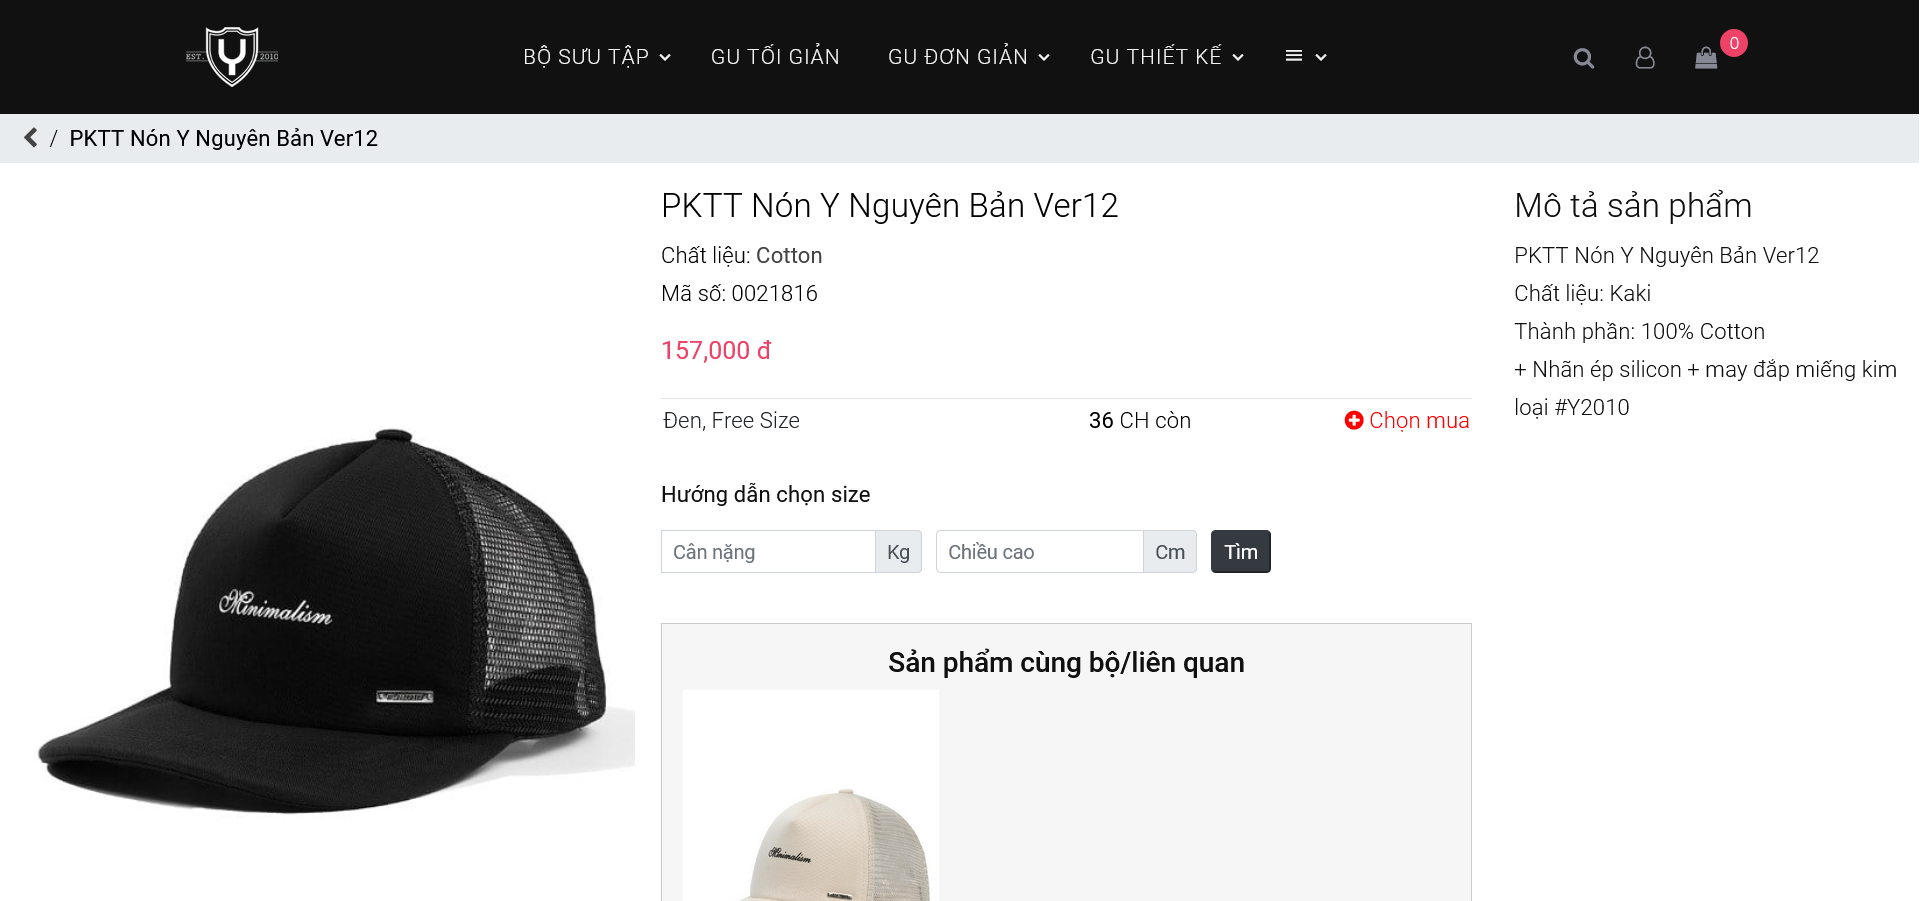 EST. Y 2010
BỘ SƯU TẬP
GU TỐI GIẢN
GU ĐƠN GIẢN
GU THIẾT KẾ
0
/ PKTT Nón Y Nguyên Bản Ver12
PKTT Nón Y Nguyên Bản Ver12
Chất liệu: Cotton
Mã số: 0021816
157,000 đ
Đen, Free Size
36 CH còn
Chọn mua
Hướng dẫn chọn size
Cân nặng Kg
Chiều cao Cm
Tìm
Sản phẩm cùng bộ/liên quan
Minimalism
Mô tả sản phẩm
PKTT Nón Y Nguyên Bản Ver12
Chất liệu: Kaki
Thành phần: 100% Cotton
+ Nhãn ép silicon + may đắp miếng kim
loại #Y2010
Minimalism